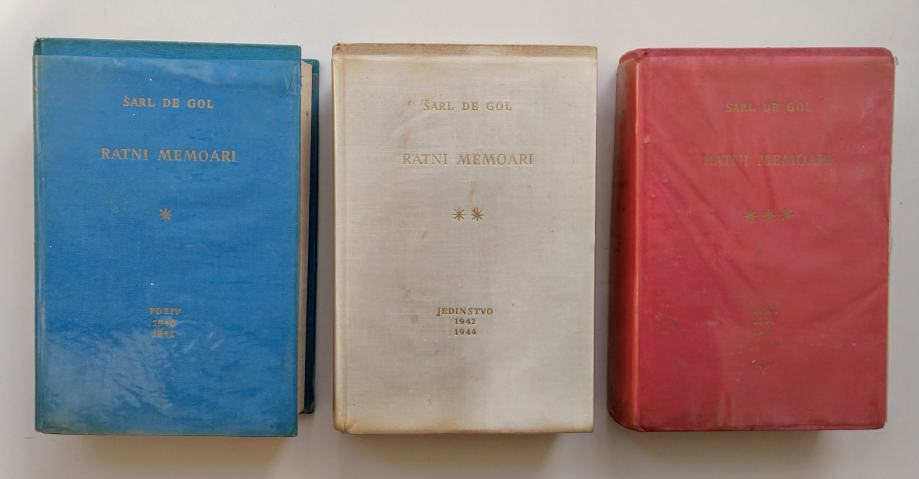 ŠARL DE GOL
RATNI MEMOARI
*
POZIV
1940
1942
ŠARL DE GOL
RATNI MEMOARI
**
JEDINSTVO
1942
1944
ŠARL DE GOL
RATNI MEMOARI
***